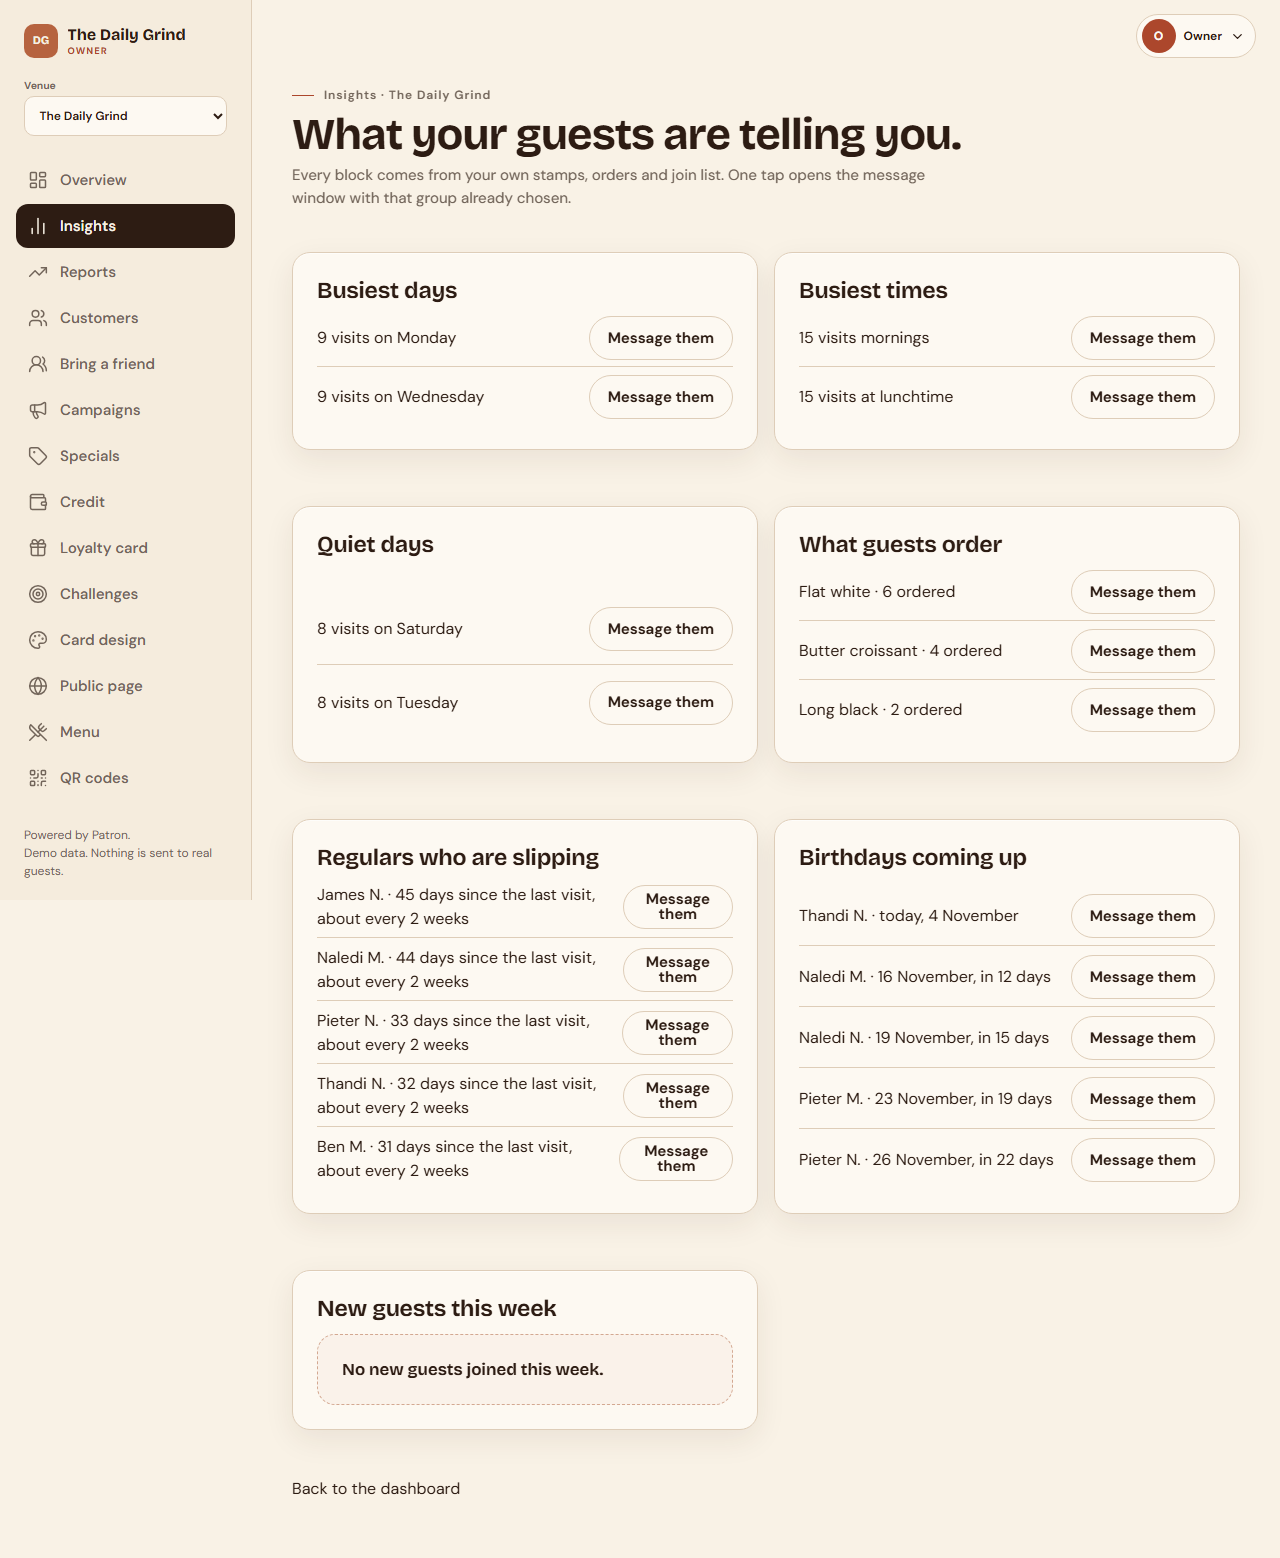 DG
The Daily Grind
OWNER
Venue
The Daily Grind
Overview
Insights
Reports
Customers
Bring a friend
Campaigns
Specials
Credit
Loyalty card
Challenges
Card design
Public page
Menu
QR codes
Powered by Patron.
Demo data. Nothing is sent to real
guests.
O
Owner
Insights · The Daily Grind
What your guests are telling you.
Every block comes from your own stamps, orders and join list. One tap opens the message
window with that group already chosen.
Busiest days
9 visits on Monday
Message them
9 visits on Wednesday
Message them
Busiest times
15 visits mornings
Message them
15 visits at lunchtime
Message them
Quiet days
8 visits on Saturday
Message them
8 visits on Tuesday
Message them
What guests order
Flat white · 6 ordered
Message them
Butter croissant · 4 ordered
Message them
Long black · 2 ordered
Message them
Regulars who are slipping
James N. · 45 days since the last visit,
about every 2 weeks
Message
them
Naledi M. · 44 days since the last visit,
about every 2 weeks
Message
them
Pieter N. · 33 days since the last visit,
about every 2 weeks
Message
them
Thandi N. · 32 days since the last visit,
about every 2 weeks
Message
them
Ben M. · 31 days since the last visit,
about every 2 weeks
Message
them
Birthdays coming up
Thandi N. · today, 4 November
Message them
Naledi M. · 16 November, in 12 days
Message them
Naledi N. · 19 November, in 15 days
Message them
Pieter M. · 23 November, in 19 days
Message them
Pieter N. · 26 November, in 22 days
Message them
New guests this week
No new guests joined this week.
Back to the dashboard